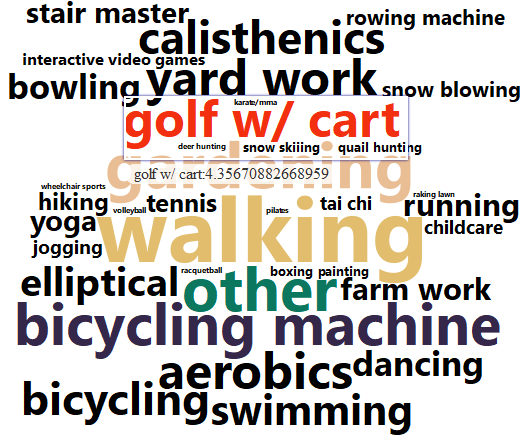 stair master
rowing machine
calisthenics
interactive video games
bowling
yard work
snow blowing
karate/mma
golf w/ cart
deer hunting
snow skiiing
quail hunting
gardening
golf w/ cart:4.35670882668959
wheelchair sports
raking lawn
hiking
volleyball
tennis
pilates
tai chi
running
yoga
walking
childcare
jogging
racquetball
boxing painting
elliptical
other
farm work
bicycling machine
aerobics
dancing
bicycling
swimming